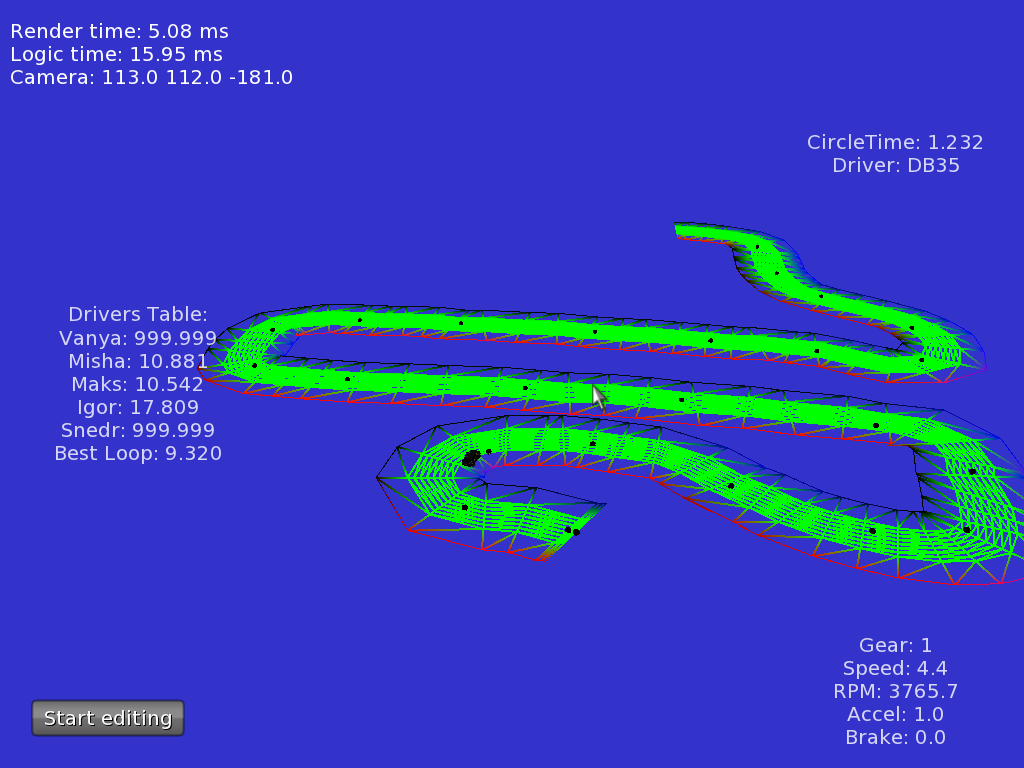 Render time: 5.08 ms
Logic time: 15.95 ms
Camera: 113.0 112.0 -181.0
CircleTime: 1.232
Driver: DB35
Drivers Table:
Vanya: 999.999
Misha: 10.881
Maks: 10.542
Igor: 17.809
Snedr: 999.999
Best Loop: 9.320
Gear: 1
Speed: 4.4
RPM: 3765.7
Accel: 1.0
Brake: 0.0
Start editing